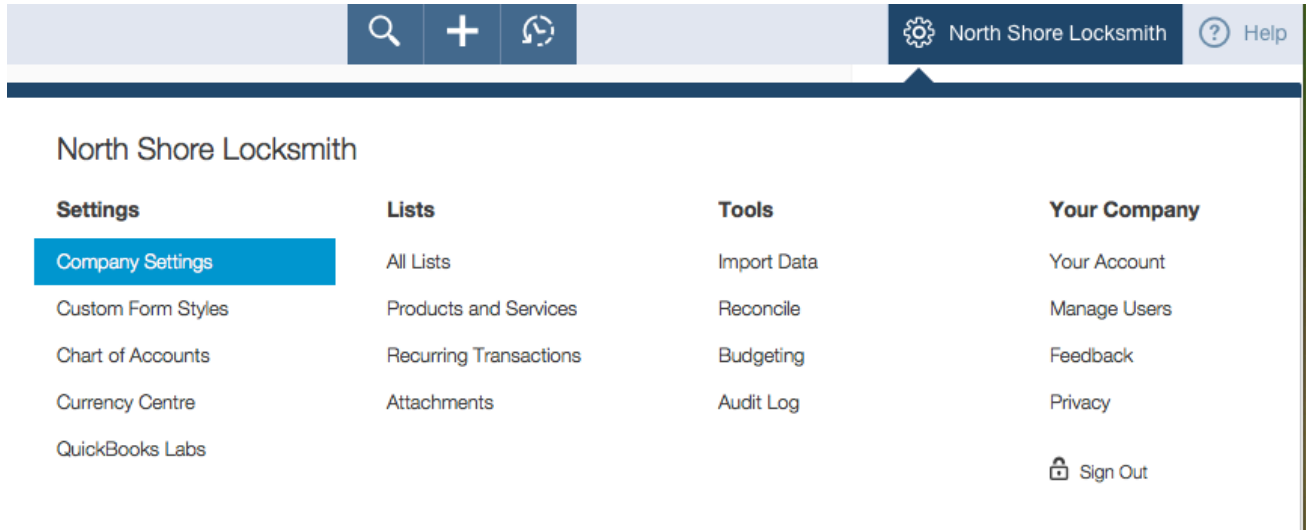 North Shore Locksmith
Help
North Shore Locksmith
Settings
Company Settings
Custom Form Styles
Chart of Accounts
Currency Centre
QuickBooks Labs
Lists
All Lists
Products and Services
Recurring Transactions
Attachments
Tools
Import Data
Reconcile
Budgeting
Audit Log
Your Company
Your Account
Manage Users
Feedback
Privacy
Sign Out